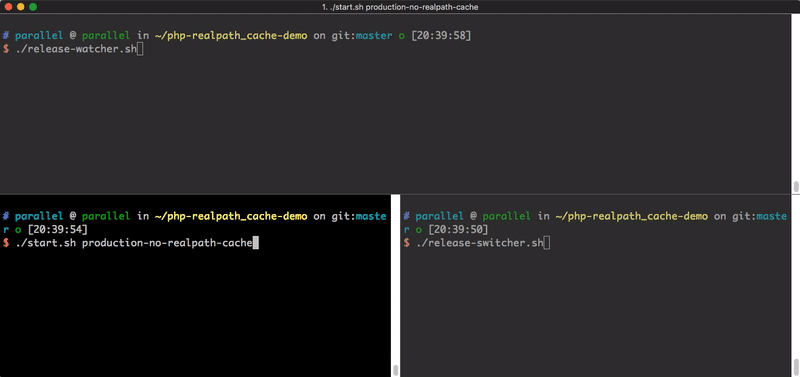 1. ./start.sh production-no-realpath-cache
# parallel @ parallel in ~/php-realpath_cache-demo on git:master o [20:39:58]
$ ./release-watcher.sh
# parallel @ parallel in ~/php-realpath_cache-demo on git:maste
r o [20:39:54]
$ ./start.sh production-no-realpath-cache
# parallel @ parallel in ~/php-realpath_cache-demo on git:maste
r o [20:39:50]
$ ./release-switcher.sh